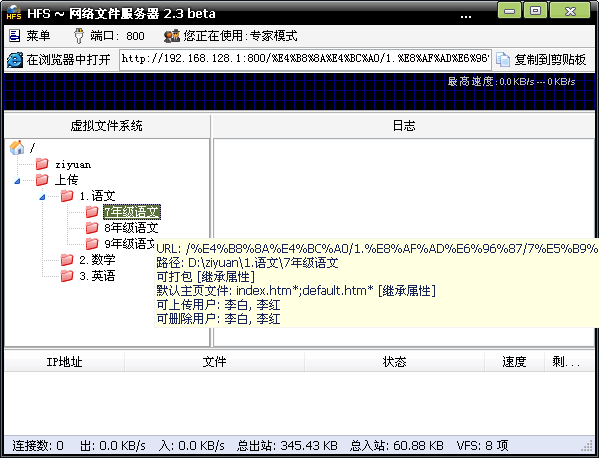 HFS ~ 网络文件服务器 2.3 beta
菜单 端口: 800 您正在使用:专家模式
在浏览器中打开 http://192.168.128.1:800/%E4%B8%8A%E4%BC%A0/1.%E8%AF%AD%E6%96% 复制到剪贴板
最高速度:0.0 KB/s --- 0 KB/s
虚拟文件系统 日志
/
ziyuan
上传
1.语文
7年级语文
8年级语文
9年级语文
2.数学
3.英语
URL: /%E4%B8%8A%E4%BC%A0/1.%E8%AF%AD%E6%96%87/7%E5%B9%
路径: D:\ziyuan\1.语文\7年级语文
可打包 [继承属性]
默认主页文件: index.htm*;default.htm* [继承属性]
可上传用户: 李白, 李红
可删除用户: 李白, 李红
IP地址 文件 状态 速度 剩...
连接数: 0 出: 0.0 KB/s 入: 0.0 KB/s 总出站: 345.43 KB 总入站: 60.88 KB VFS: 8 项